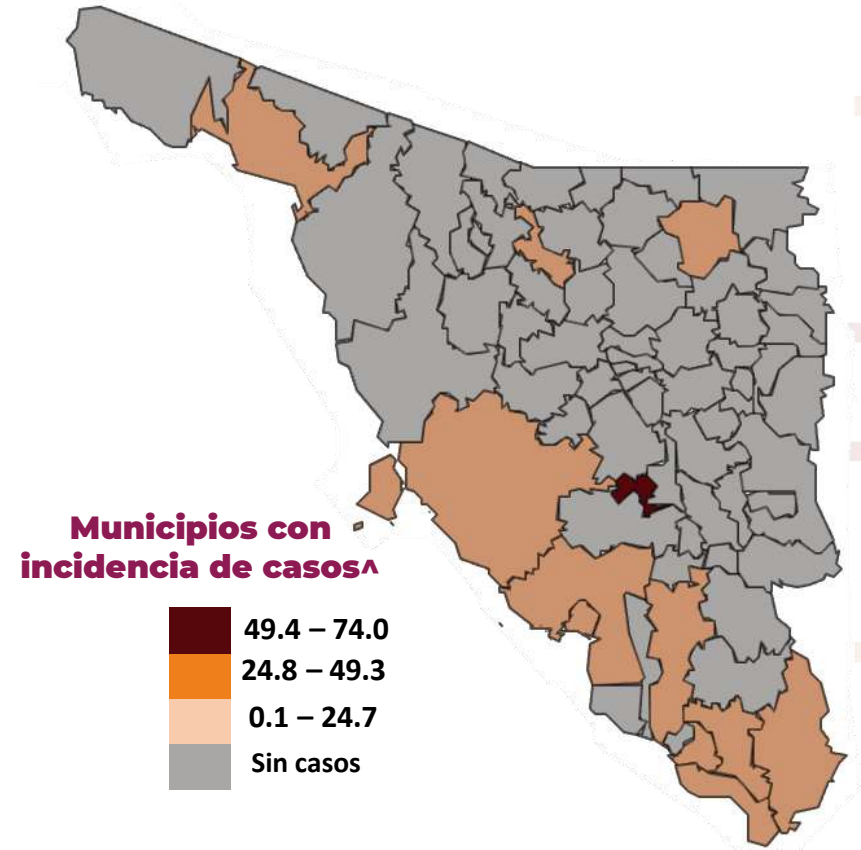 Municipios con
incidencia de casos^
49.4 – 74.0
24.8 – 49.3
0.1 – 24.7
Sin casos